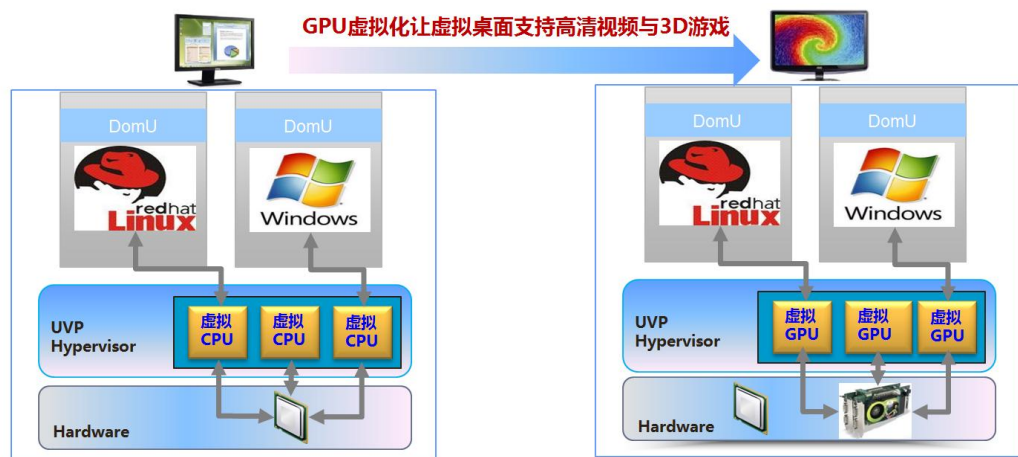 GPU虚拟化让虚拟桌面支持高清视频与3D游戏
DomU
DomU
redhat
Linux
Windows
UVP
Hypervisor
虚拟
CPU
虚拟
CPU
虚拟
CPU
Hardware
DomU
DomU
redhat
Linux
Windows
UVP
Hypervisor
虚拟
GPU
虚拟
GPU
虚拟
GPU
Hardware